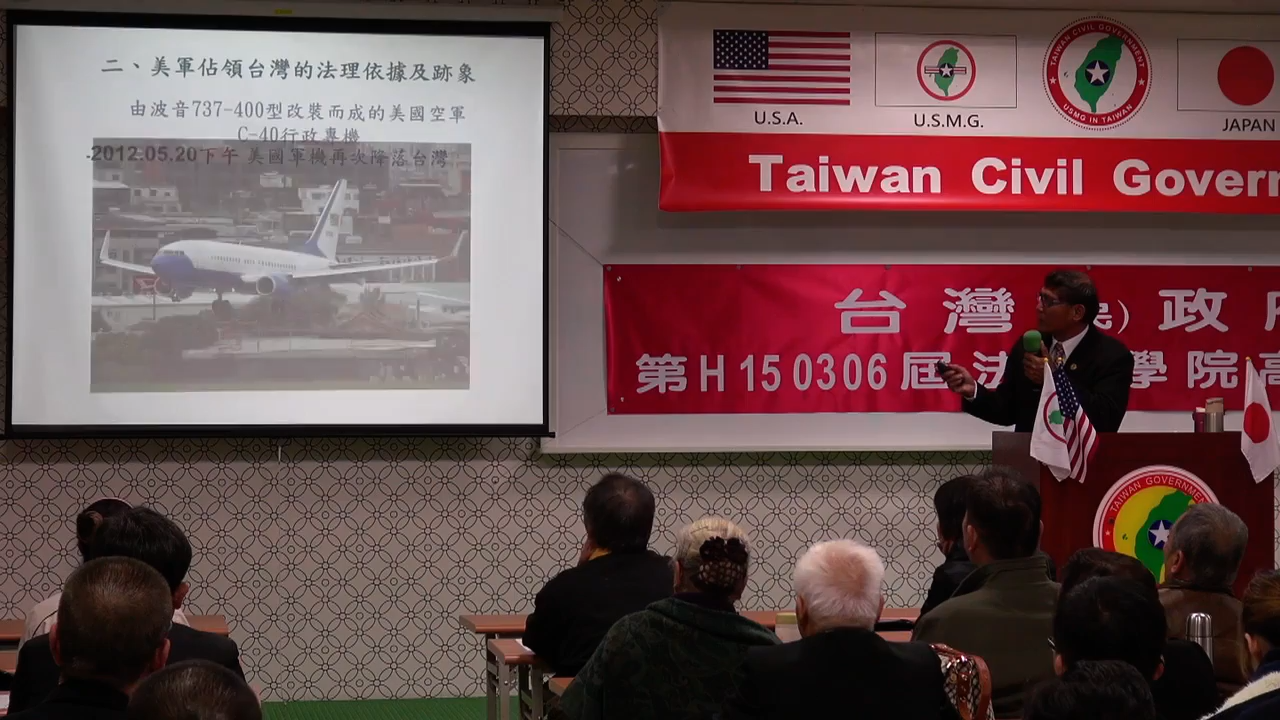 二、美軍佔領台灣的法理依據及跡象
由波音737-400型改裝而成的美國空軍
C-40行政專機
-2012.05.20下午 美國軍機再次降落台灣
U.S.A.
U.S.M.G.
TAIWAN CIVIL GOVERNMENT
USMG IN TAIWAN
JAPAN
Taiwan Civil Govern
台灣 民）政府
第H150306屆法 學院高
TAIWAN GOVERNMENT